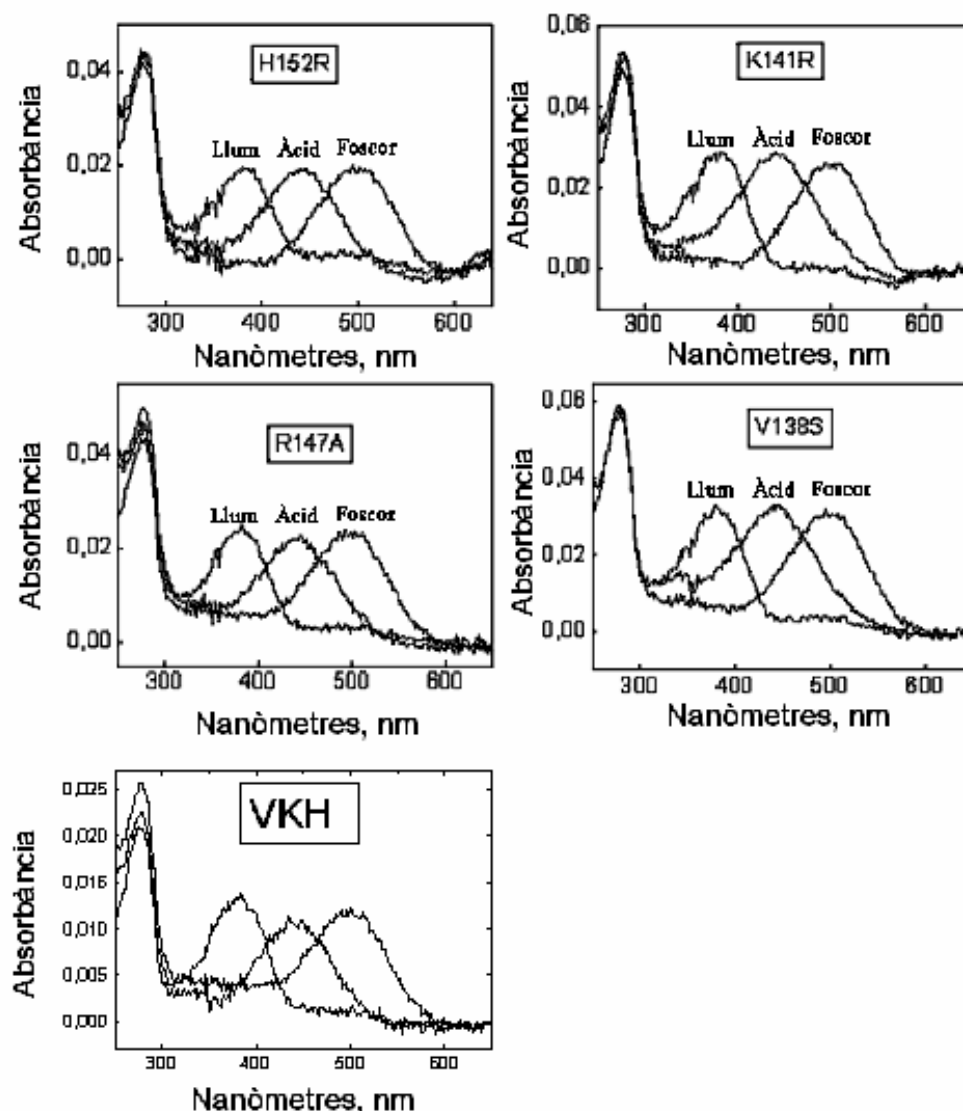 H152R
Absorbància
0,04
0,02
0,00
Llum Àcid Foscor
300 400 500 600
Nanòmetres, nm
K141R
Absorbància
0,06
0,04
0,02
0,00
Llum Àcid Foscor
300 400 500 600
Nanòmetres, nm
R147A
Absorbància
0,04
0,02
0,00
Llum Àcid Foscor
300 400 500 600
Nanòmetres, nm
V138S
Absorbància
0,06
0,04
0,02
0,00
Llum Àcid Foscor
300 400 500 600
Nanòmetres, nm
VKH
Absorbància
0,025
0,020
0,015
0,010
0,005
0,000
300 400 500 600
Nanòmetres, nm